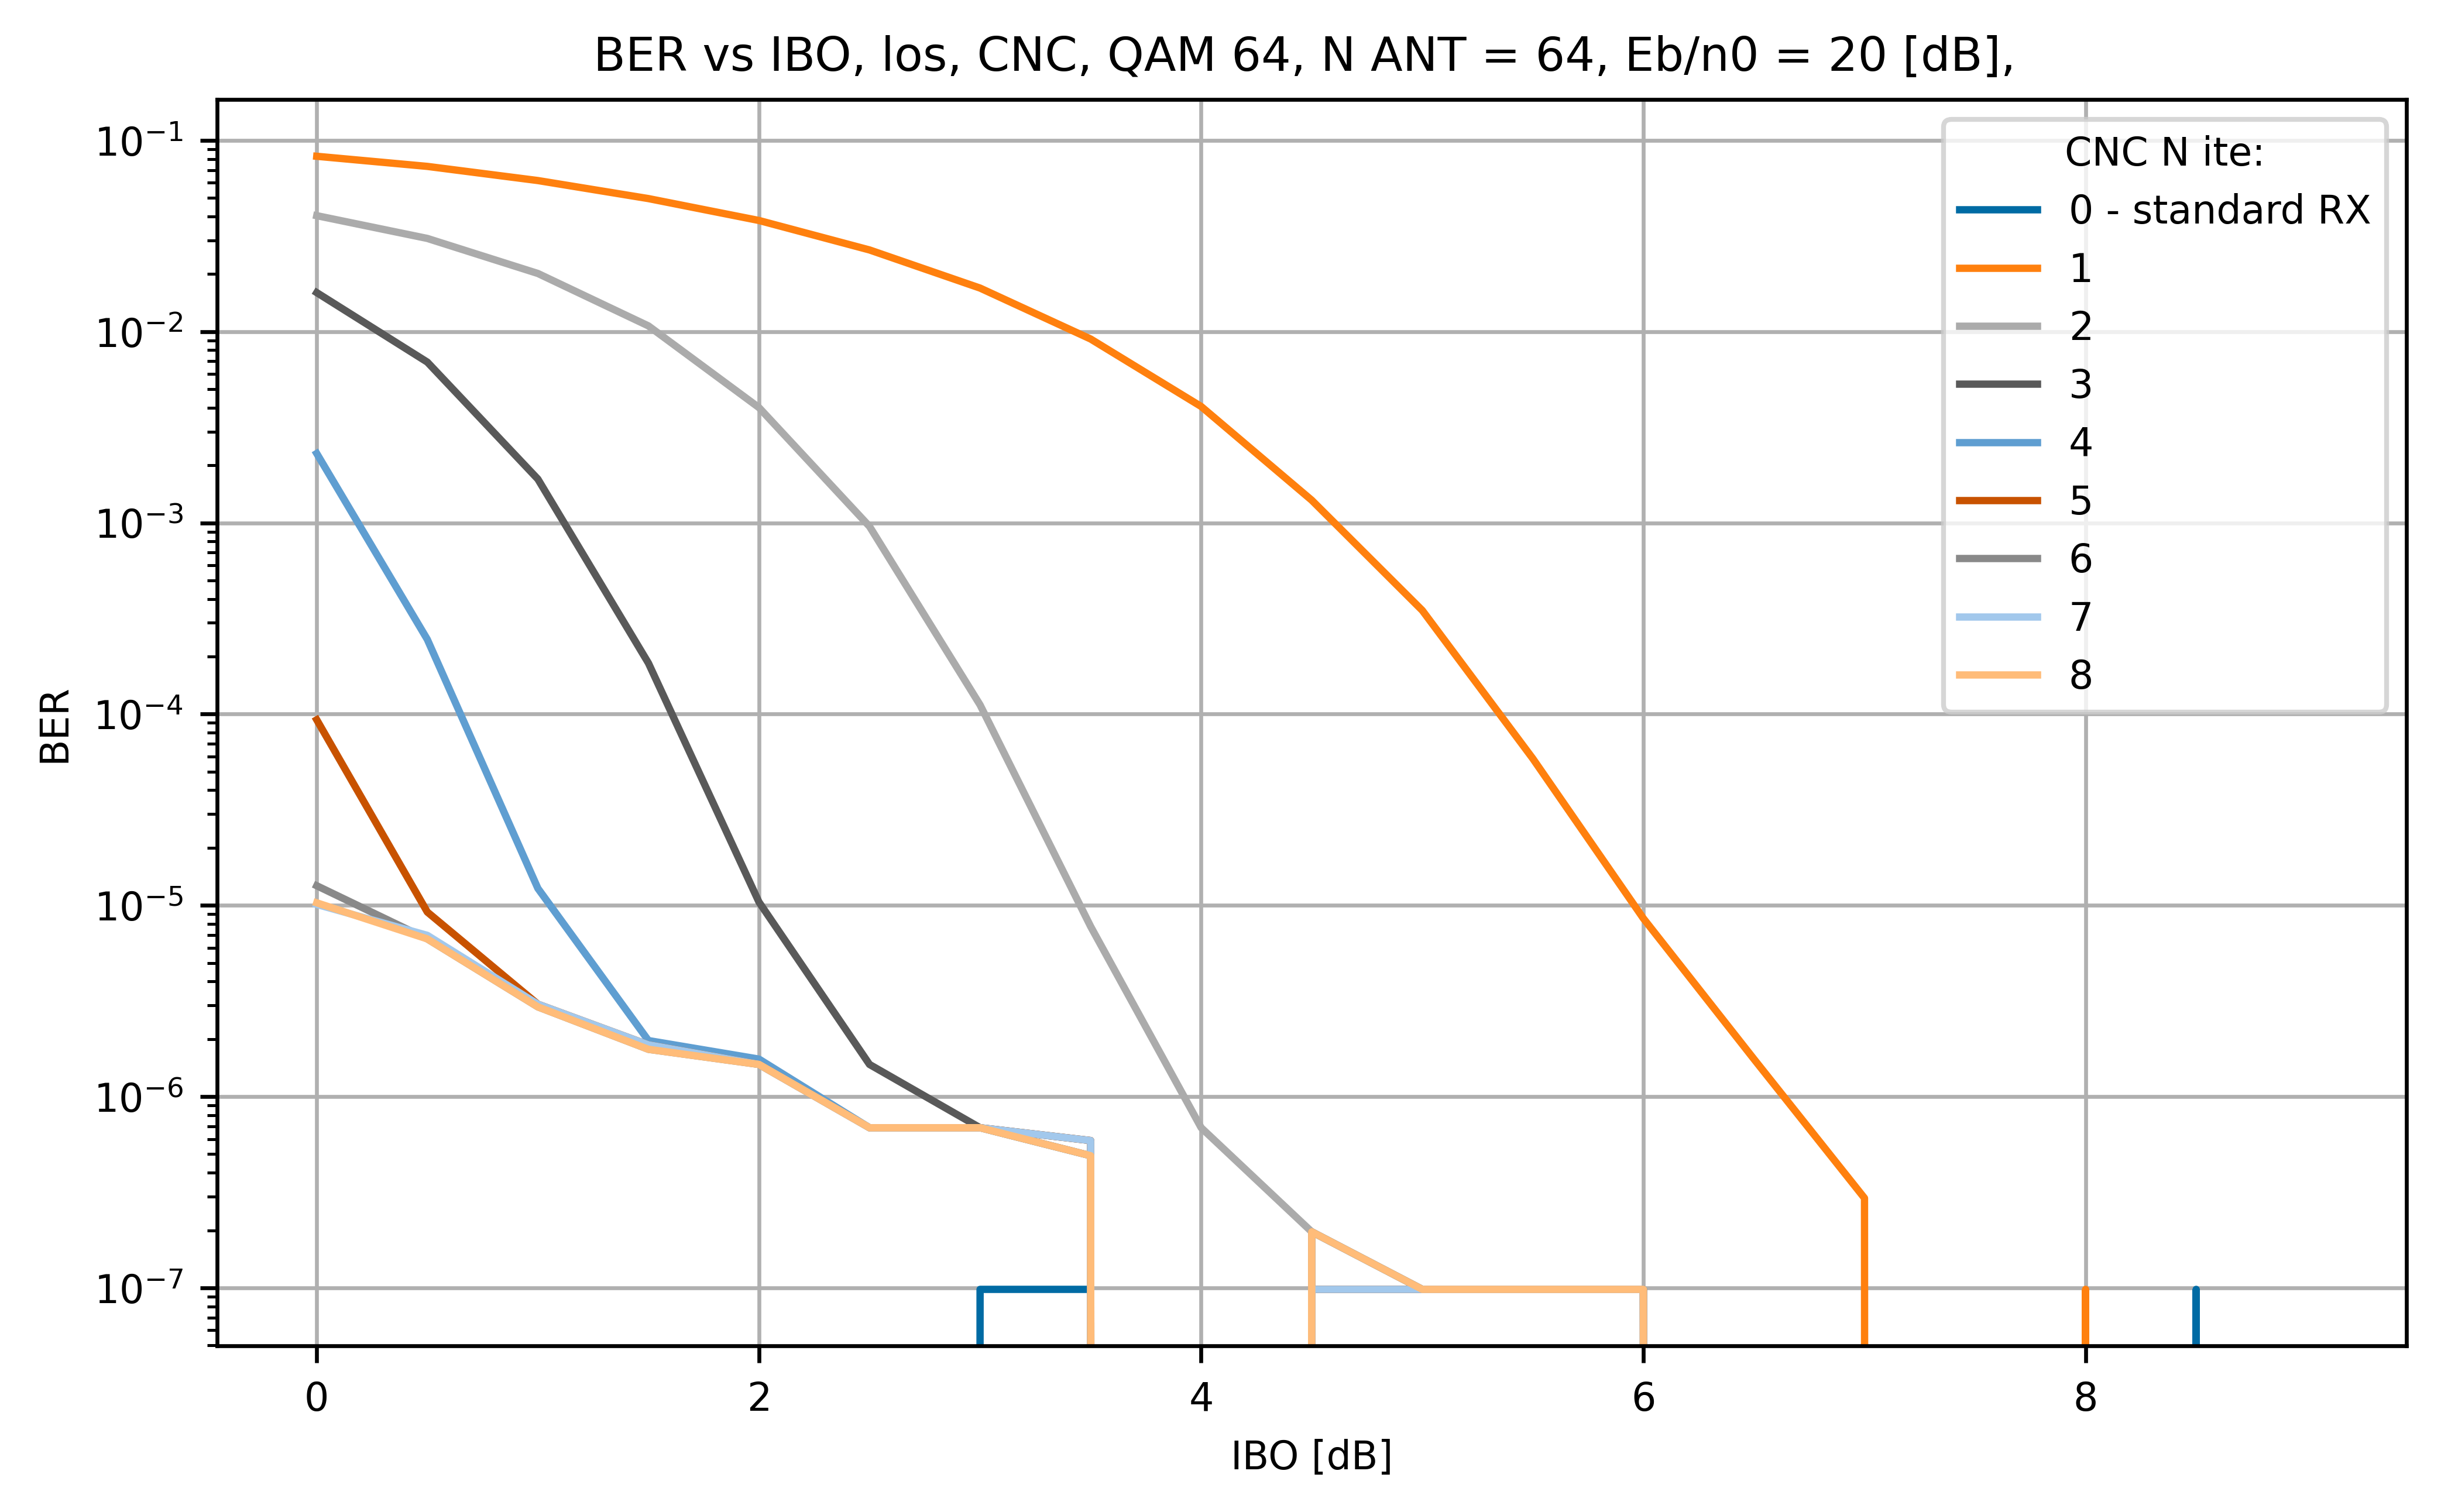 BER vs IBO, los, CNC, QAM 64, N ANT = 64, Eb/n0 = 20 [dB],
CNC N ite:
0 - standard RX
1
2
3
4
5
6
7
8
10⁻¹
10⁻²
10⁻³
10⁻⁴
10⁻⁵
10⁻⁶
10⁻⁷
BER
0 2 4 6 8
IBO [dB]